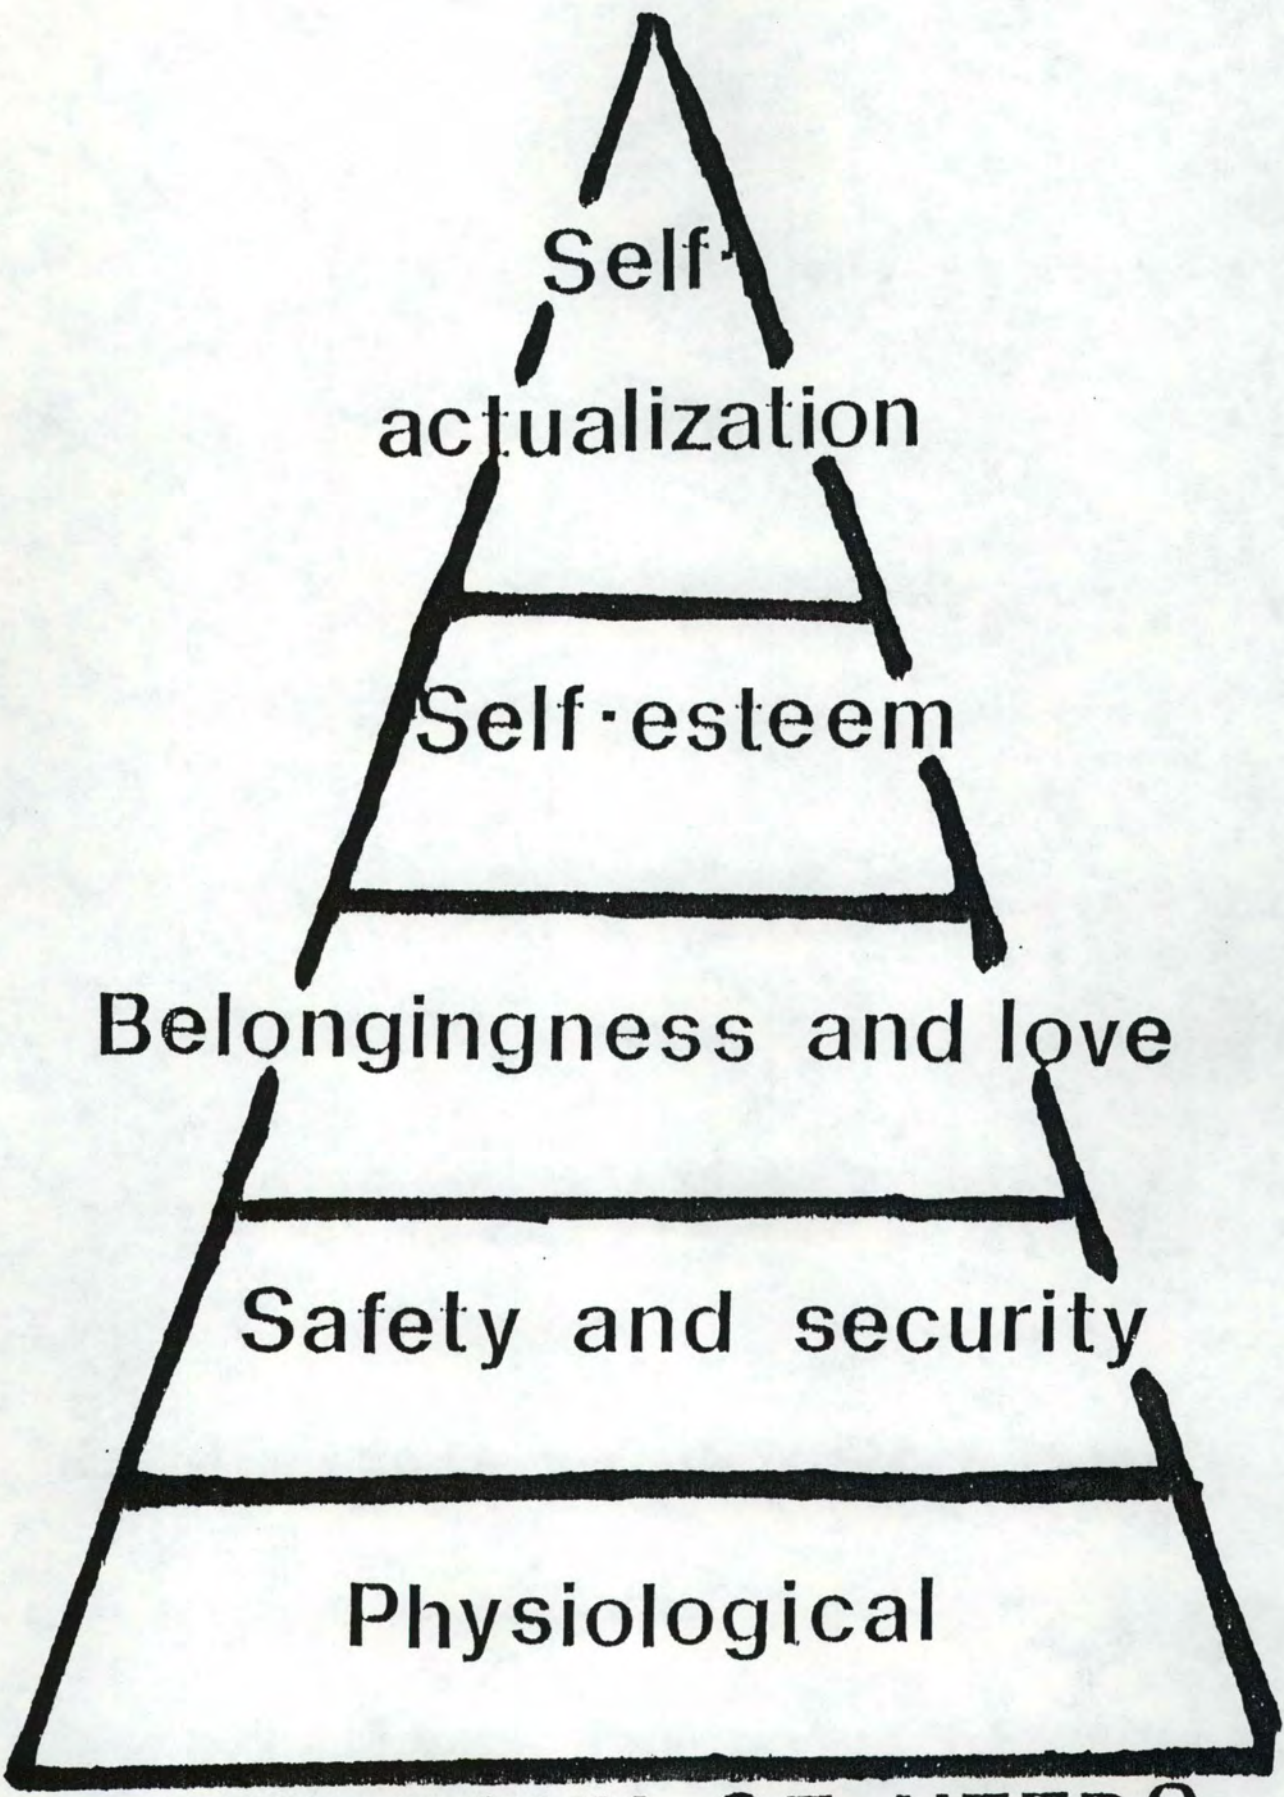 Self-
actualization
Self-esteem
Belongingness and love
Safety and security
Physiological